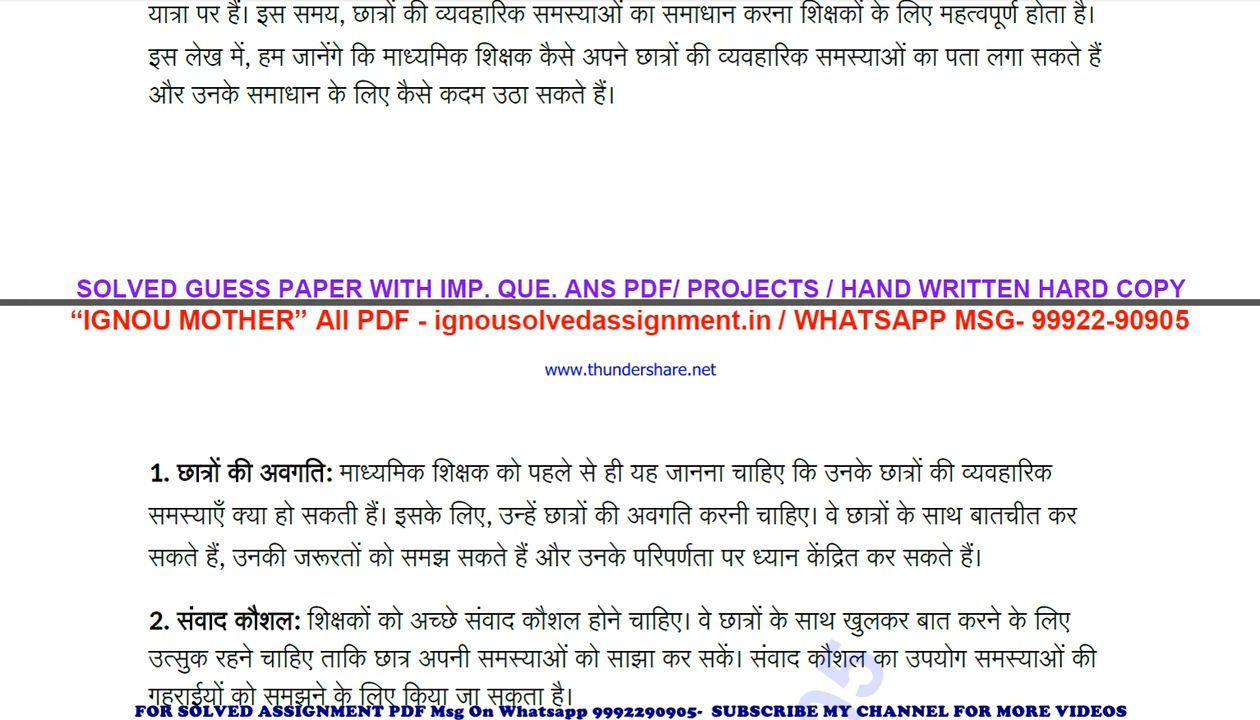 यात्रा पर हैं। इस समय, छात्रों की व्यवहारिक समस्याओं का समाधान करना शिक्षकों के लिए महत्वपूर्ण होता है।
इस लेख में, हम जानेंगे कि माध्यमिक शिक्षक कैसे अपने छात्रों की व्यवहारिक समस्याओं का पता लगा सकते हैं
और उनके समाधान के लिए कैसे कदम उठा सकते हैं।
SOLVED GUESS PAPER WITH IMP. QUE. ANS PDF/ PROJECTS / HAND WRITTEN HARD COPY
“IGNOU MOTHER” All PDF - ignousolvedassignment.in / WHATSAPP MSG- 99922-90905
www.thundershare.net
1. छात्रों की अवगति: माध्यमिक शिक्षक को पहले से ही यह जानना चाहिए कि उनके छात्रों की व्यवहारिक
समस्याएँ क्या हो सकती हैं। इसके लिए, उन्हें छात्रों की अवगति करनी चाहिए। वे छात्रों के साथ बातचीत कर
सकते हैं, उनकी जरूरतों को समझ सकते हैं और उनके परिपर्णता पर ध्यान केंद्रित कर सकते हैं।
2. संवाद कौशल: शिक्षकों को अच्छे संवाद कौशल होने चाहिए। वे छात्रों के साथ खुलकर बात करने के लिए
उत्सुक रहने चाहिए ताकि छात्र अपनी समस्याओं को साझा कर सकें। संवाद कौशल का उपयोग समस्याओं की
गहराईयों को समझने के लिए किया जा सकता है।
FOR SOLVED ASSIGNMENT PDF Msg On Whatsapp 9992290905- SUBSCRIBE MY CHANNEL FOR MORE VIDEOS